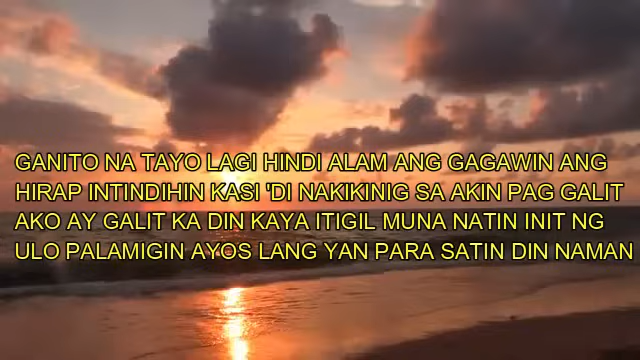 GANITO NA TAYO LAGI HINDI ALAM ANG GAGAWIN ANG
HIRAP INTINDIHIN KASI 'DI NAKIKINIG SA AKIN PAG GALIT
AKO AY GALIT KA DIN KAYA ITIGIL MUNA NATIN INIT NG
ULO PALAMIGIN AYOS LANG YAN PARA SATIN DIN NAMAN